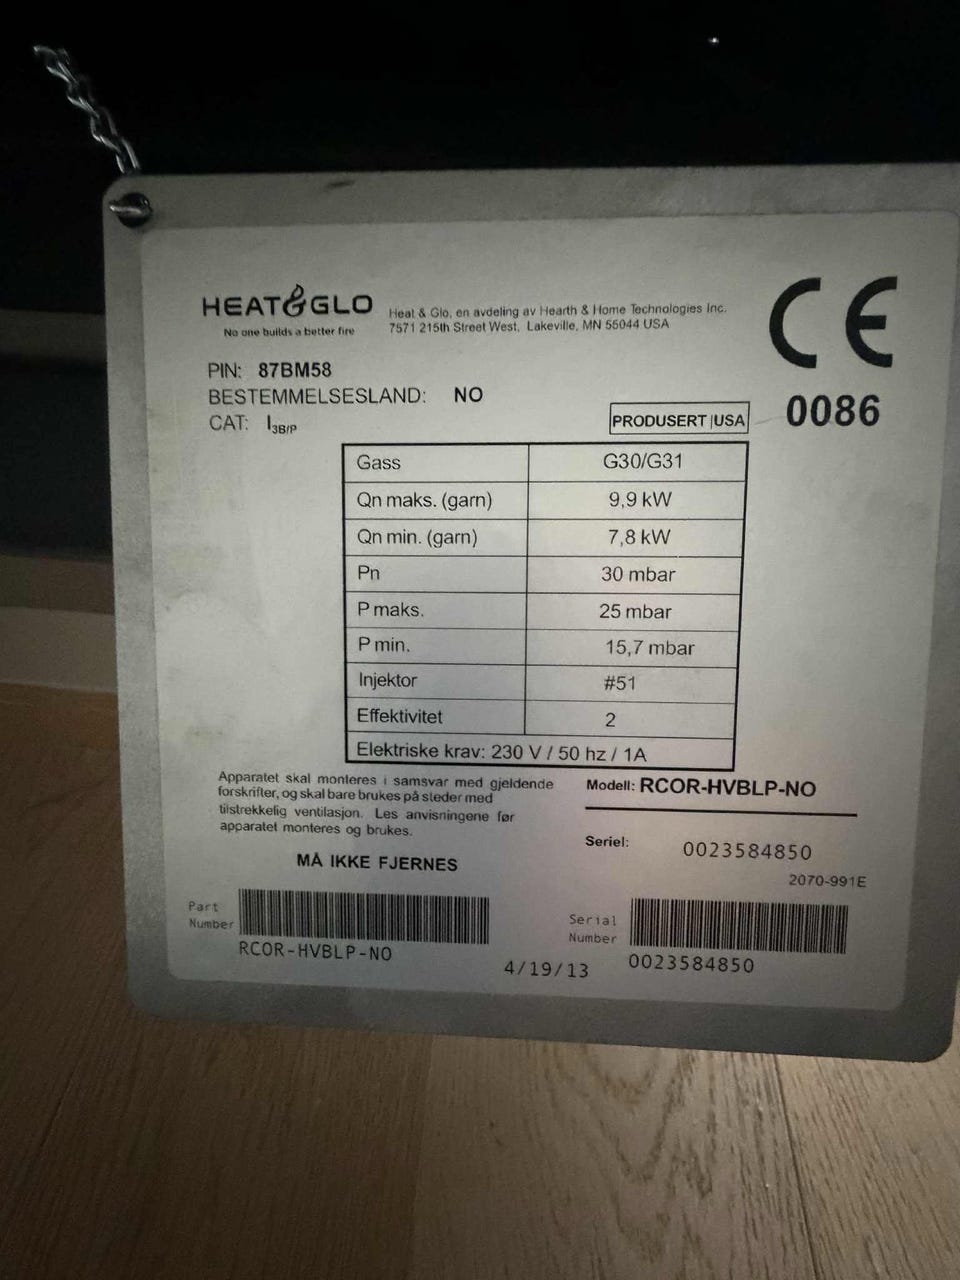 HEAT&GLO
No one builds a better fire
Heat & Glo, en avdeling av Hearth & Home Technologies Inc.
7571 215th Street West, Lakeville, MN 55044 USA
CE
0086
PIN: 87BM58
BESTEMMELSESLAND: NO
CAT: I3B/P
PRODUSERT|USA
Gass G30/G31
Qn maks. (garn) 9,9 kW
Qn min. (garn) 7,8 kW
Pn 30 mbar
P maks. 25 mbar
P min. 15,7 mbar
Injektor #51
Effektivitet 2
Elektriske krav: 230 V / 50 hz / 1A
Apparatet skal monteres i samsvar med gjeldende
forskrifter, og skal bare brukes på steder med
tilstrekkelig ventilasjon. Les anvisningene før
apparatet monteres og brukes.
MÅ IKKE FJERNES
Modell: RCOR-HVBLP-NO
Seriel: 0023584850
2070-991E
Part
Number
RCOR-HVBLP-NO
4/19/13
Serial
Number
0023584850